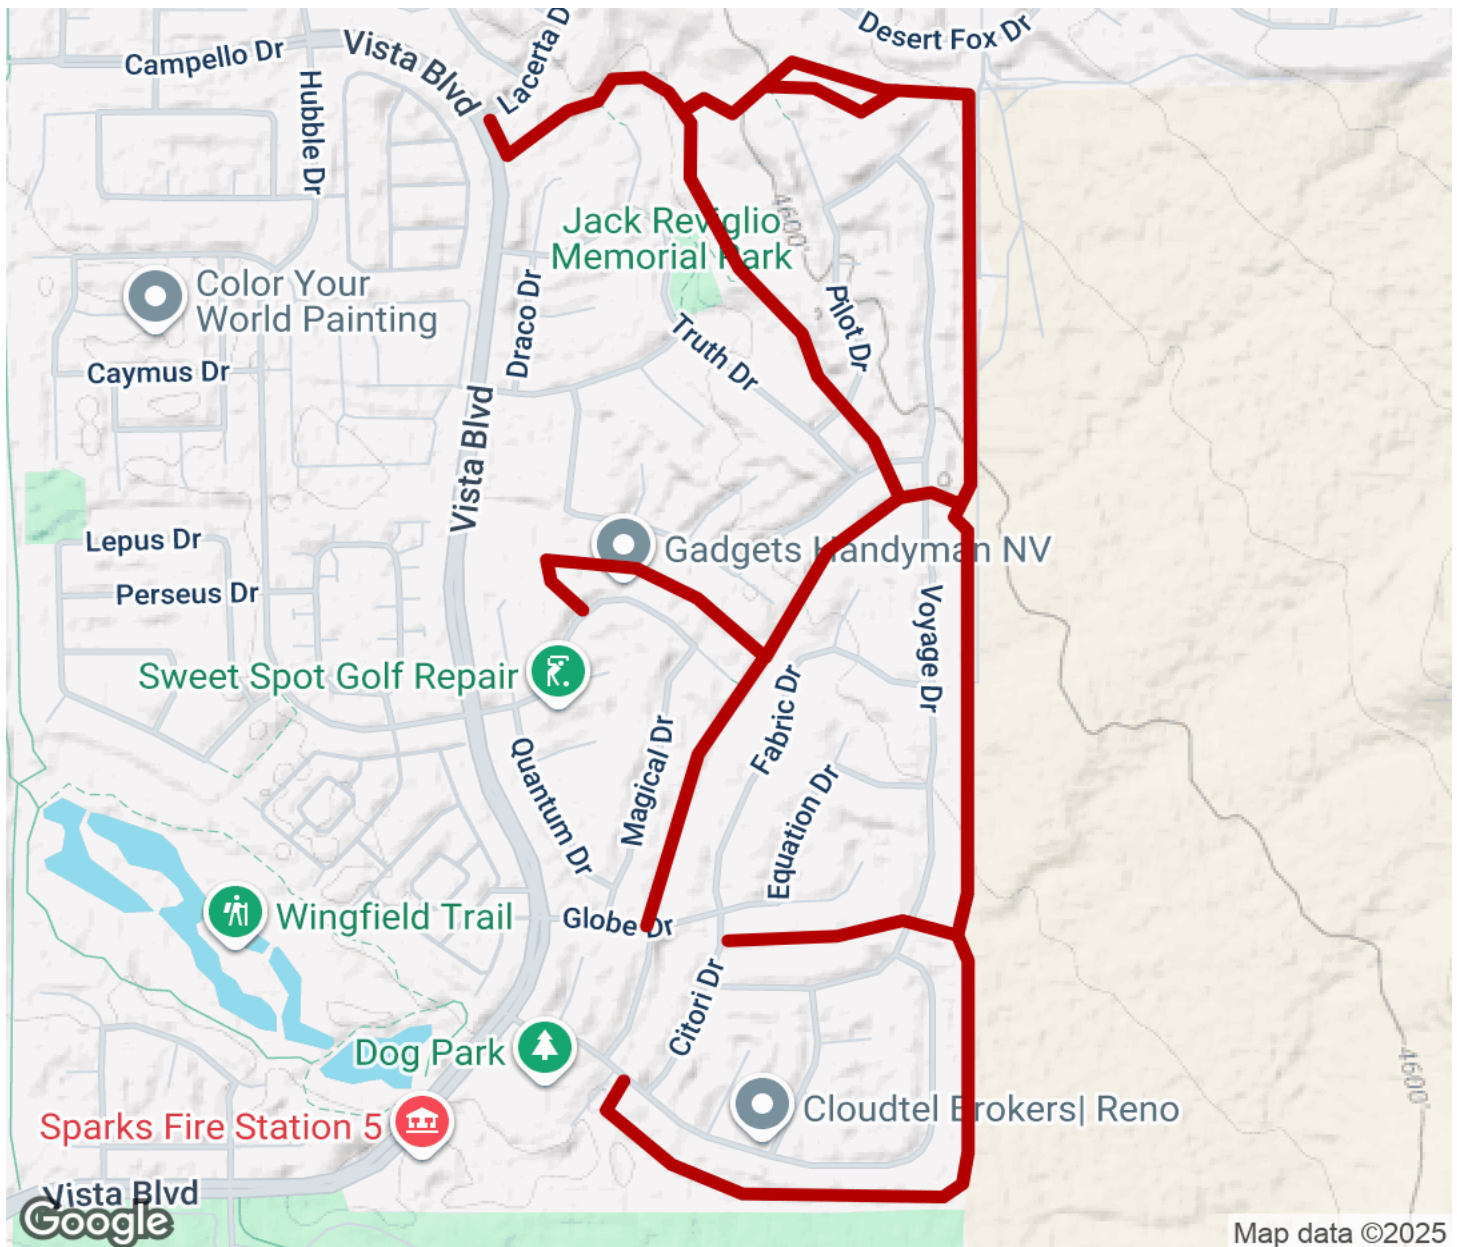 Desert Fox Dr
Campello Dr
Vista Blvd
Lacerta D
Hubble Dr
4600'
Jack Reviglio
Memorial Park
Color Your
World Painting
Draco Dr
Pilot Dr
Truth Dr
Caymus Dr
Vista Blvd
Lepus Dr
Gadgets Handyman NV
Perseus Dr
Voyage Dr
Sweet Spot Golf Repair
Fabric Dr
Quantum Dr
Magical Dr
Equation Dr
Wingfield Trail
Globe Dr
Citori Dr
Dog Park
4600'
Sparks Fire Station 5
Cloudtel Brokers| Reno
Vista Blvd
Google
Map data ©2025